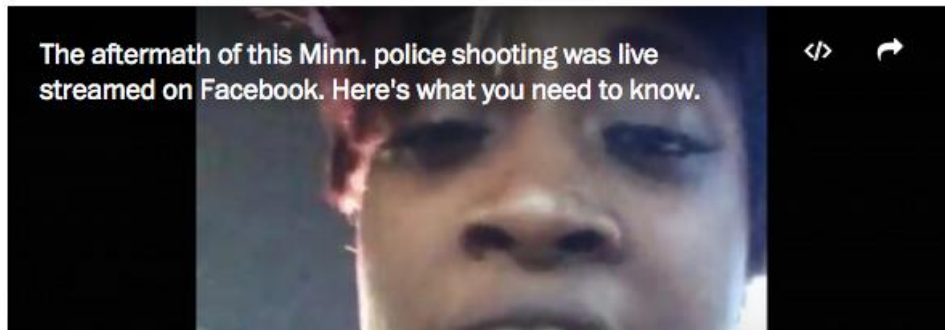 The aftermath of this Minn. police shooting was live
streamed on Facebook. Here's what you need to know.